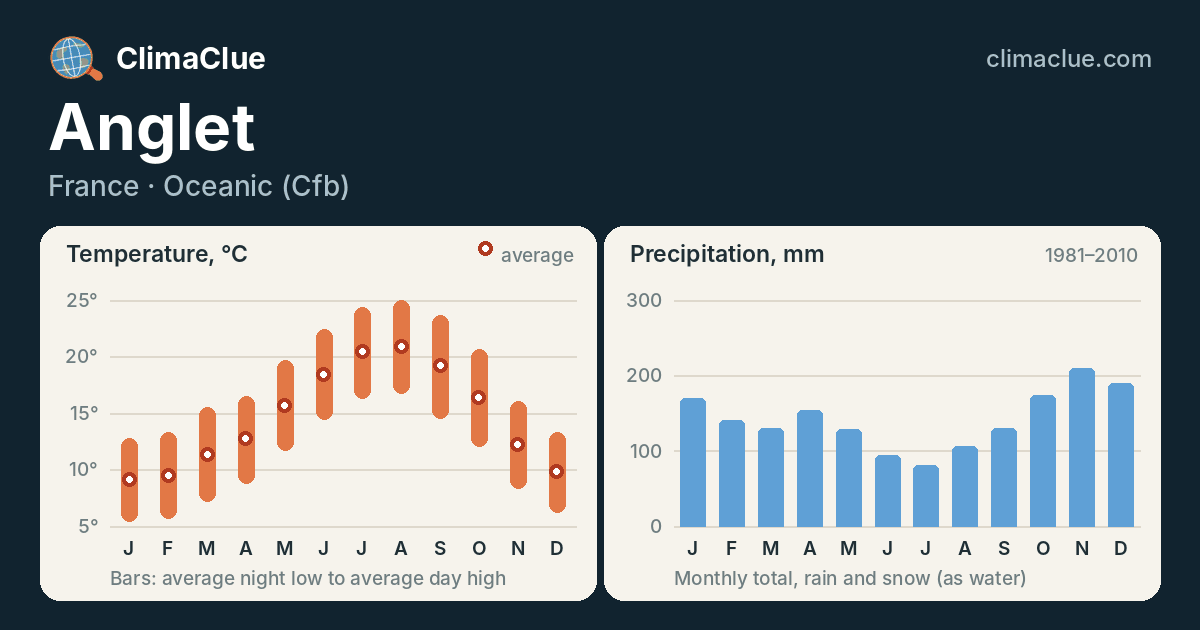 ClimaClue
climaclue.com
Anglet
France · Oceanic (Cfb)
Temperature, °C
average
25°
20°
15°
10°
5°
J F M A M J J A S O N D
Bars: average night low to average day high
Precipitation, mm
1981–2010
300
200
100
0
J F M A M J J A S O N D
Monthly total, rain and snow (as water)